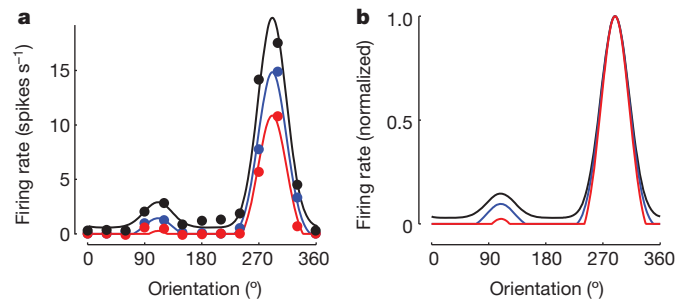 a
Firing rate (spikes s⁻¹)
15
10
5
0
0 90 180 270 360
Orientation (º)
b
Firing rate (normalized)
1.0
0.5
0
0 90 180 270 360
Orientation (º)